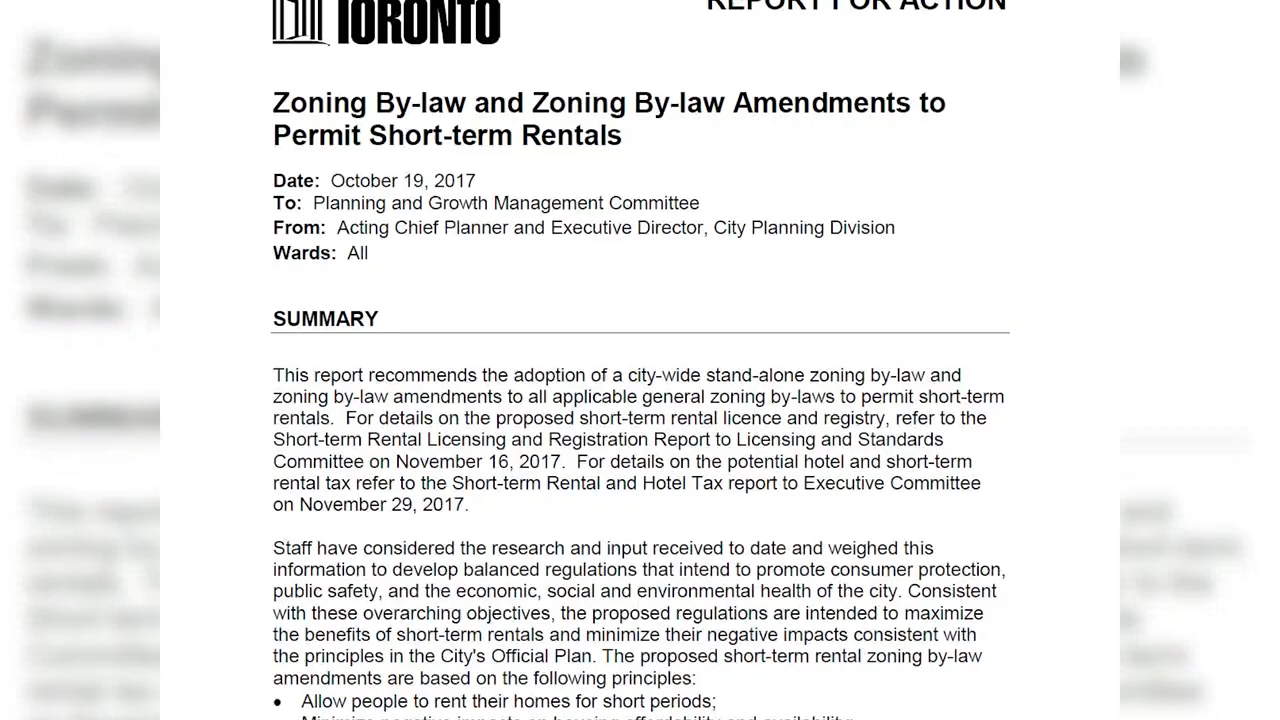 REPORT FOR ACTION
TORONTO
Zoning By-law and Zoning By-law Amendments to
Permit Short-term Rentals
Date: October 19, 2017
To: Planning and Growth Management Committee
From: Acting Chief Planner and Executive Director, City Planning Division
Wards: All
SUMMARY
This report recommends the adoption of a city-wide stand-alone zoning by-law and
zoning by-law amendments to all applicable general zoning by-laws to permit short-term
rentals. For details on the proposed short-term rental licence and registry, refer to the
Short-term Rental Licensing and Registration Report to Licensing and Standards
Committee on November 16, 2017. For details on the potential hotel and short-term
rental tax refer to the Short-term Rental and Hotel Tax report to Executive Committee
on November 29, 2017.
Staff have considered the research and input received to date and weighed this
information to develop balanced regulations that intend to promote consumer protection,
public safety, and the economic, social and environmental health of the city. Consistent
with these overarching objectives, the proposed regulations are intended to maximize
the benefits of short-term rentals and minimize their negative impacts consistent with
the principles in the City's Official Plan. The proposed short-term rental zoning by-law
amendments are based on the following principles:
• Allow people to rent their homes for short periods;
• Minimize negative impacts on housing affordability and availability;